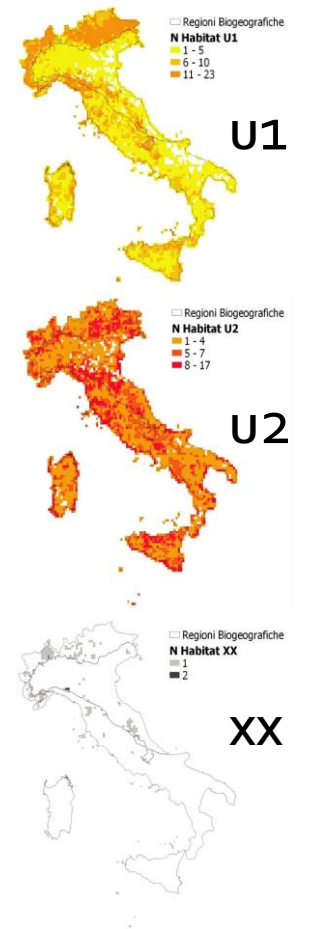 Regioni Biogeografiche
N Habitat U1
1 - 5
6 - 10
11 - 23
U1
Regioni Biogeografiche
N Habitat U2
1 - 4
5 - 7
8 - 17
U2
Regioni Biogeografiche
N Habitat XX
1
2
XX